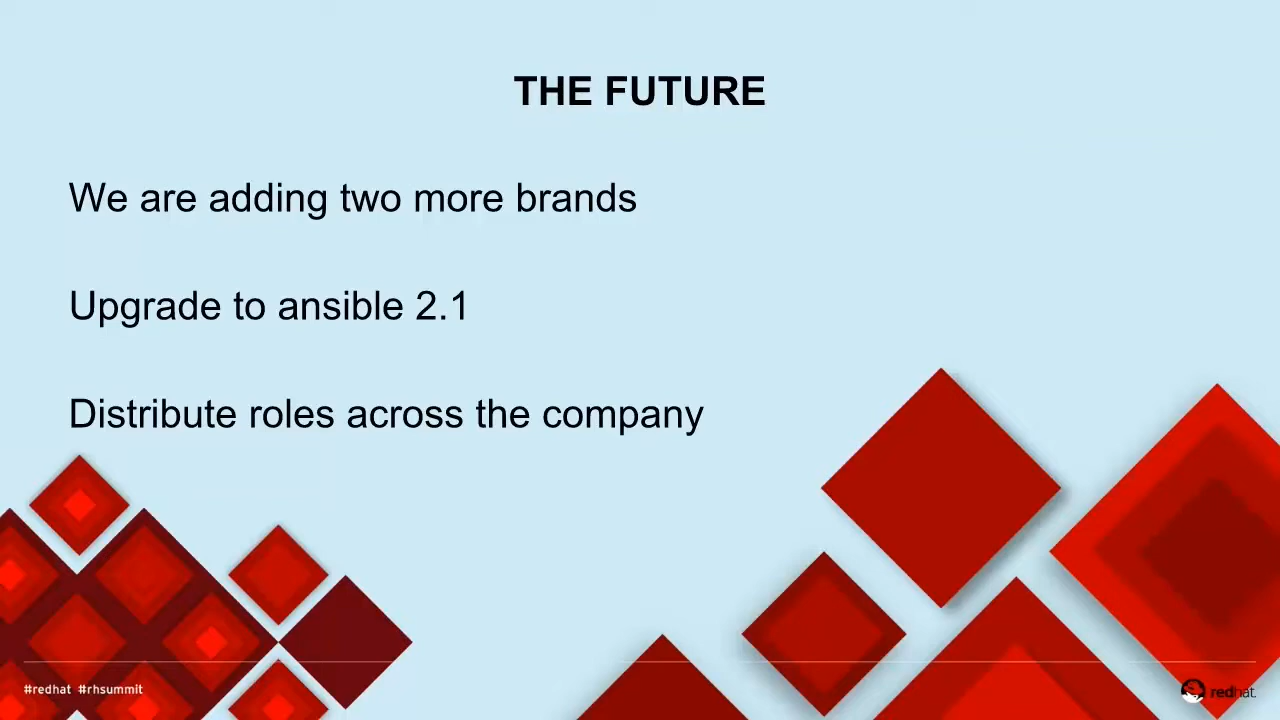 THE FUTURE
We are adding two more brands
Upgrade to ansible 2.1
Distribute roles across the company
#redhat #rhsummit
redhat.